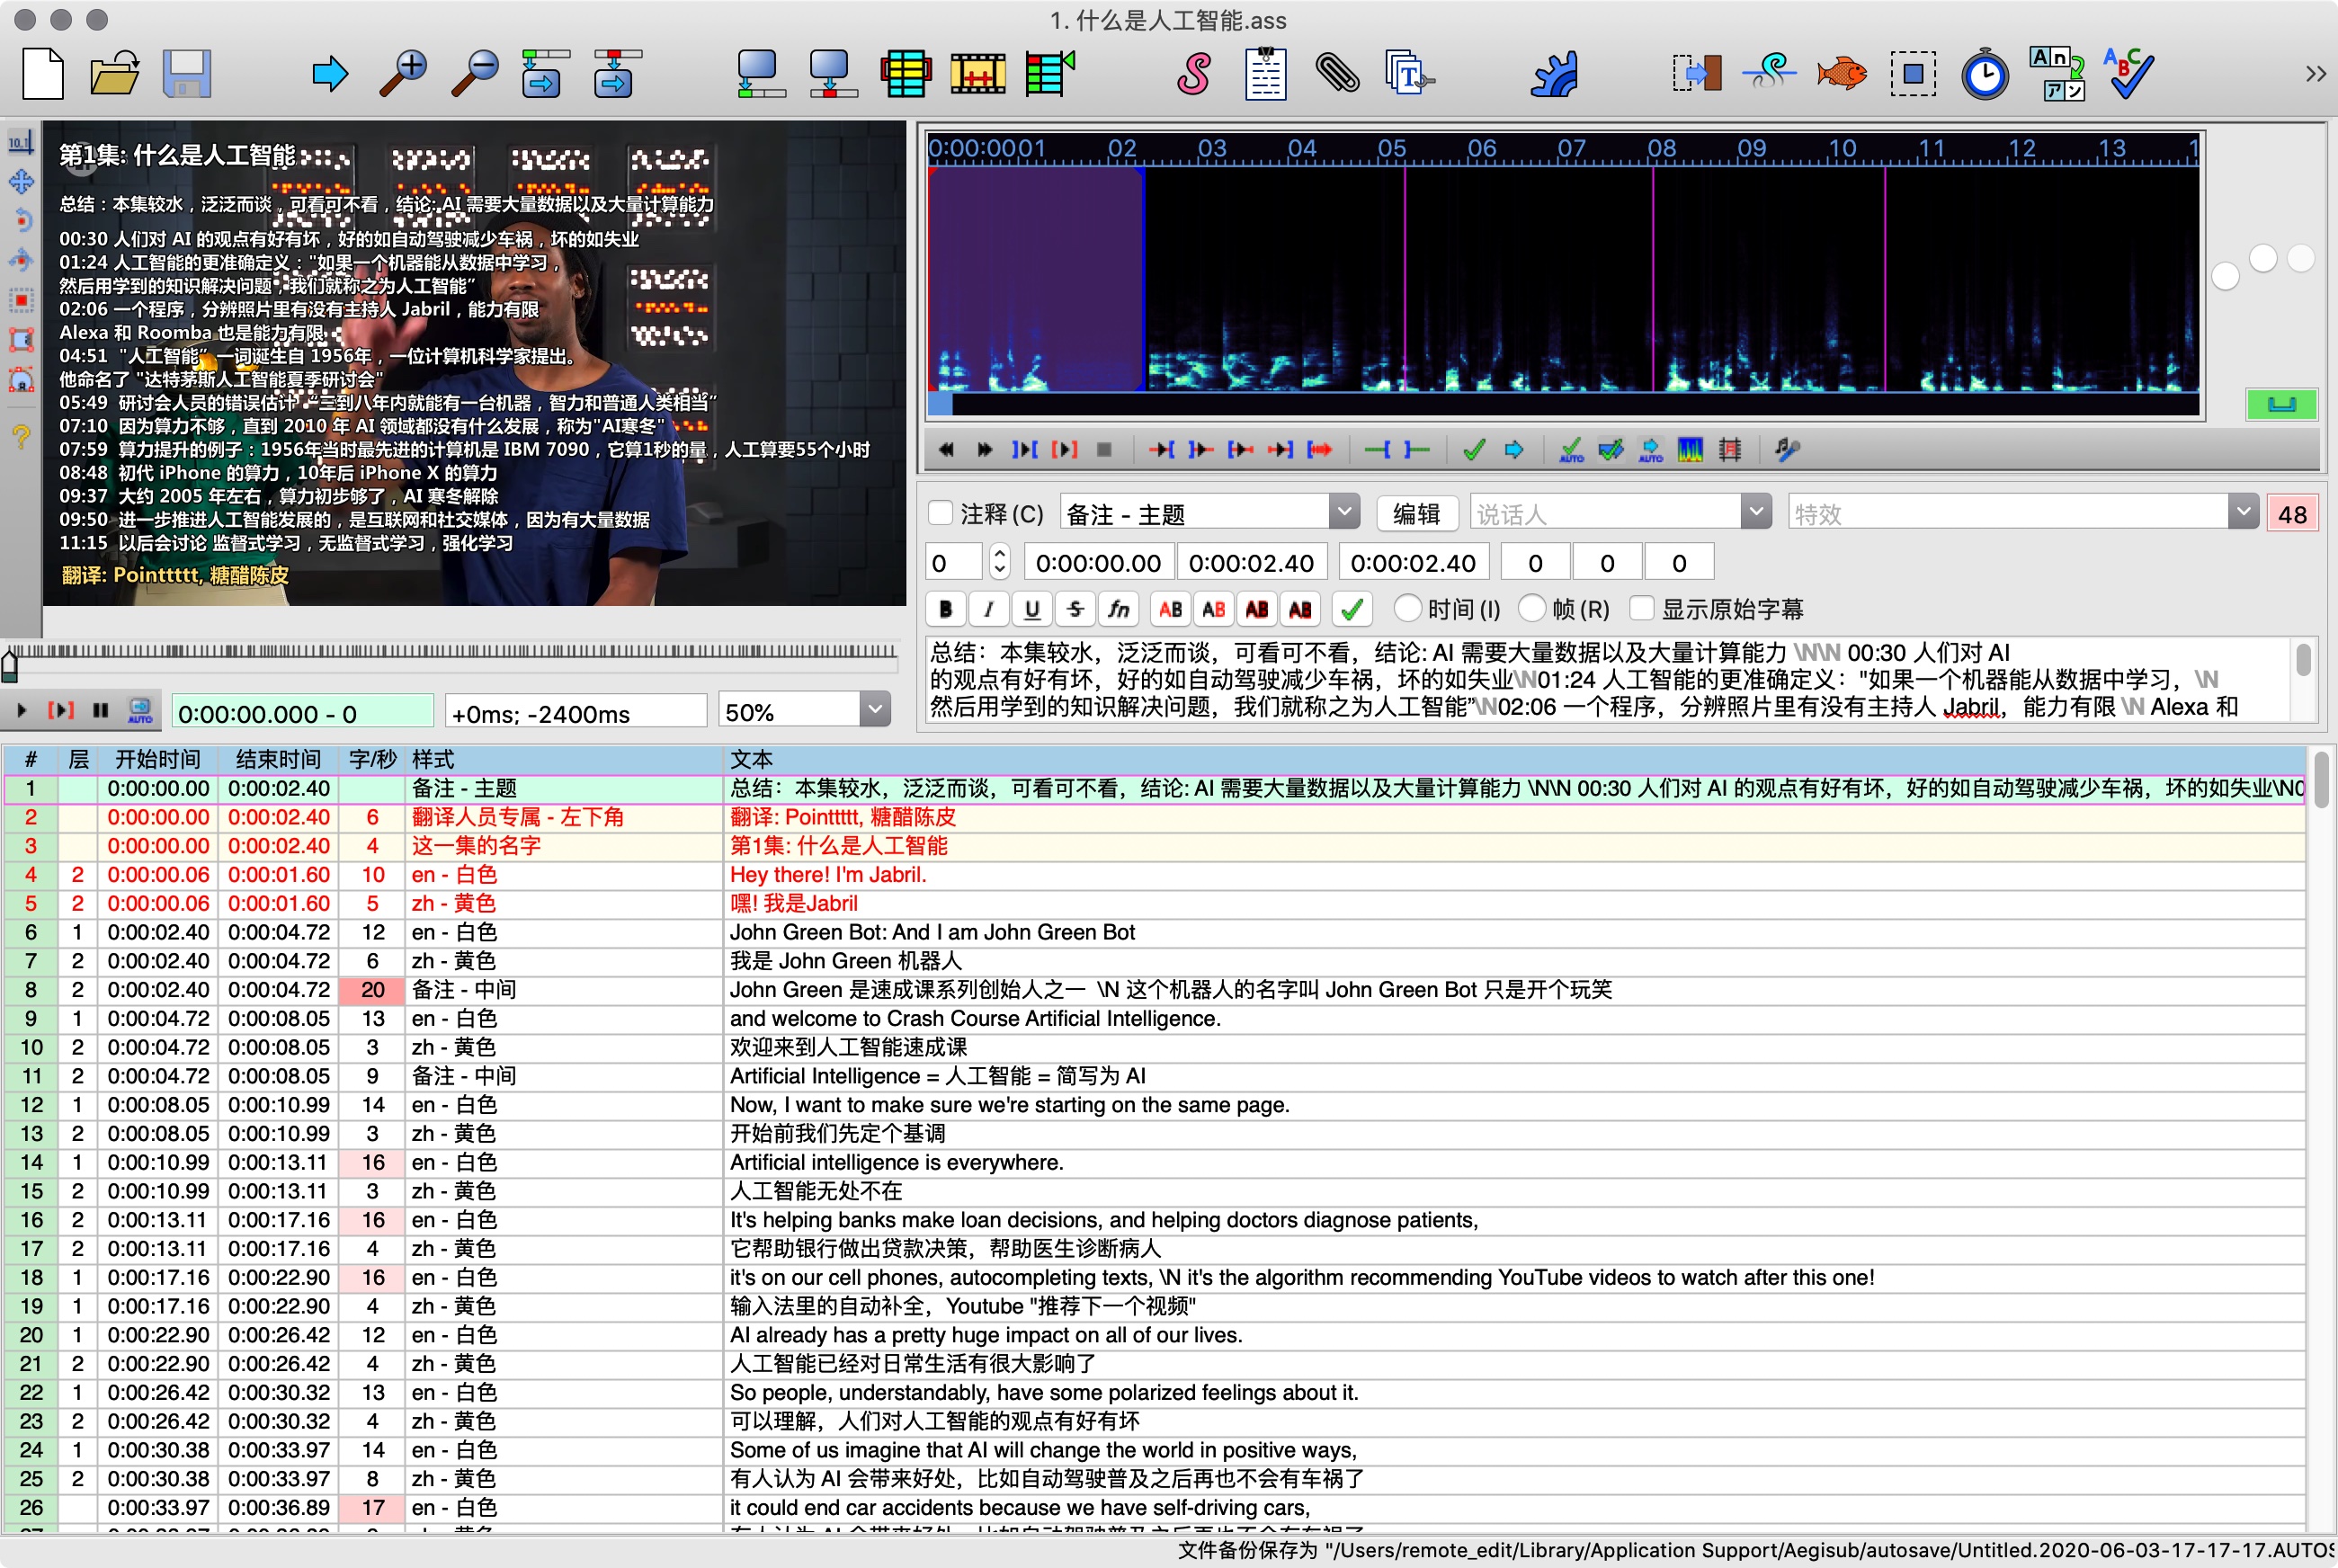 1. 什么是人工智能.ass
第1集: 什么是人工智能
总结：本集较水，泛泛而谈，可看可不看，结论: AI 需要大量数据以及大量计算能力
00:30 人们对 AI 的观点有好有坏，好的如自动驾驶减少车祸，坏的如失业
01:24 人工智能的更准确定义："如果一个机器能从数据中学习，
然后用学到的知识解决问题，我们就称之为人工智能"
02:06 一个程序，分辨照片里有没有主持人 Jabril，能力有限
Alexa 和 Roomba 也是能力有限
04:51 "人工智能" 一词诞生自 1956年，一位计算机科学家提出。
他命名了 "达特茅斯人工智能夏季研讨会"
05:49 研讨会人员的错误估计 "三到八年内就能有一台机器，智力和普通人类相当"
07:10 因为算力不够，直到 2010 年 AI 领域都没有什么发展，称为"AI寒冬"
07:59 算力提升的例子：1956年当时最先进的计算机是 IBM 7090，它算1秒的量，人工算要55个小时
08:48 初代 iPhone 的算力，10年后 iPhone X 的算力
09:37 大约 2005 年左右，算力初步够了，AI 寒冬解除
09:50 进一步推进人工智能发展的，是互联网和社交媒体，因为有大量数据
11:15 以后会讨论 监督式学习，无监督式学习，强化学习
翻译: Pointtttt, 糖醋陈皮
0:00:00.000 - 0 +0ms; -2400ms 50%
0:00:00 01 02 03 04 05 06 07 08 09 10 11 12 13 1
注释 (C) 备注 - 主题 编辑 说话人 特效 48
0 0:00:00.00 0:00:02.40 0:00:02.40 0 0 0
B I U S fn AB AB AB AB 时间 (I) 帧 (R) 显示原始字幕
总结：本集较水，泛泛而谈，可看可不看，结论: AI 需要大量数据以及大量计算能力 \N\N 00:30 人们对 AI
的观点有好有坏，好的如自动驾驶减少车祸，坏的如失业\N01:24 人工智能的更准确定义："如果一个机器能从数据中学习，\N
然后用学到的知识解决问题，我们就称之为人工智能"\N02:06 一个程序，分辨照片里有没有主持人 Jabril，能力有限 \N Alexa 和
# 层 开始时间 结束时间 字/秒 样式 文本
1 0:00:00.00 0:00:02.40 备注 - 主题 总结：本集较水，泛泛而谈，可看可不看，结论: AI 需要大量数据以及大量计算能力 \N\N 00:30 人们对 AI 的观点有好有坏，好的如自动驾驶减少车祸，坏的如失业\N0
2 0:00:00.00 0:00:02.40 6 翻译人员专属 - 左下角 翻译: Pointtttt, 糖醋陈皮
3 0:00:00.00 0:00:02.40 4 这一集的名字 第1集: 什么是人工智能
4 2 0:00:00.06 0:00:01.60 10 en - 白色 Hey there! I'm Jabril.
5 2 0:00:00.06 0:00:01.60 5 zh - 黄色 嘿! 我是Jabril
6 1 0:00:02.40 0:00:04.72 12 en - 白色 John Green Bot: And I am John Green Bot
7 2 0:00:02.40 0:00:04.72 6 zh - 黄色 我是 John Green 机器人
8 2 0:00:02.40 0:00:04.72 20 备注 - 中间 John Green 是速成课系列创始人之一 \N 这个机器人的名字叫 John Green Bot 只是开个玩笑
9 1 0:00:04.72 0:00:08.05 13 en - 白色 and welcome to Crash Course Artificial Intelligence.
10 2 0:00:04.72 0:00:08.05 3 zh - 黄色 欢迎来到人工智能速成课
11 2 0:00:04.72 0:00:08.05 9 备注 - 中间 Artificial Intelligence = 人工智能 = 简写为 AI
12 1 0:00:08.05 0:00:10.99 14 en - 白色 Now, I want to make sure we're starting on the same page.
13 2 0:00:08.05 0:00:10.99 3 zh - 黄色 开始前我们先定个基调
14 1 0:00:10.99 0:00:13.11 16 en - 白色 Artificial intelligence is everywhere.
15 2 0:00:10.99 0:00:13.11 3 zh - 黄色 人工智能无处不在
16 2 0:00:13.11 0:00:17.16 16 en - 白色 It's helping banks make loan decisions, and helping doctors diagnose patients,
17 2 0:00:13.11 0:00:17.16 4 zh - 黄色 它帮助银行做出贷款决策，帮助医生诊断病人
18 1 0:00:17.16 0:00:22.90 16 en - 白色 it's on our cell phones, autocompleting texts, \N it's the algorithm recommending YouTube videos to watch after this one!
19 1 0:00:17.16 0:00:22.90 4 zh - 黄色 输入法里的自动补全，Youtube "推荐下一个视频"
20 1 0:00:22.90 0:00:26.42 12 en - 白色 AI already has a pretty huge impact on all of our lives.
21 2 0:00:22.90 0:00:26.42 4 zh - 黄色 人工智能已经对日常生活有很大影响了
22 1 0:00:26.42 0:00:30.32 13 en - 白色 So people, understandably, have some polarized feelings about it.
23 2 0:00:26.42 0:00:30.32 4 zh - 黄色 可以理解，人们对人工智能的观点有好有坏
24 1 0:00:30.38 0:00:33.97 14 en - 白色 Some of us imagine that AI will change the world in positive ways,
25 2 0:00:30.38 0:00:33.97 8 zh - 黄色 有人认为 AI 会带来好处，比如自动驾驶普及之后再也不会有车祸了
26 0:00:33.97 0:00:36.89 17 en - 白色 it could end car accidents because we have self-driving cars,
文件备份保存为 "/Users/remote_edit/Library/Application Support/Aegisub/autosave/Untitled.2020-06-03-17-17-17.AUTOS